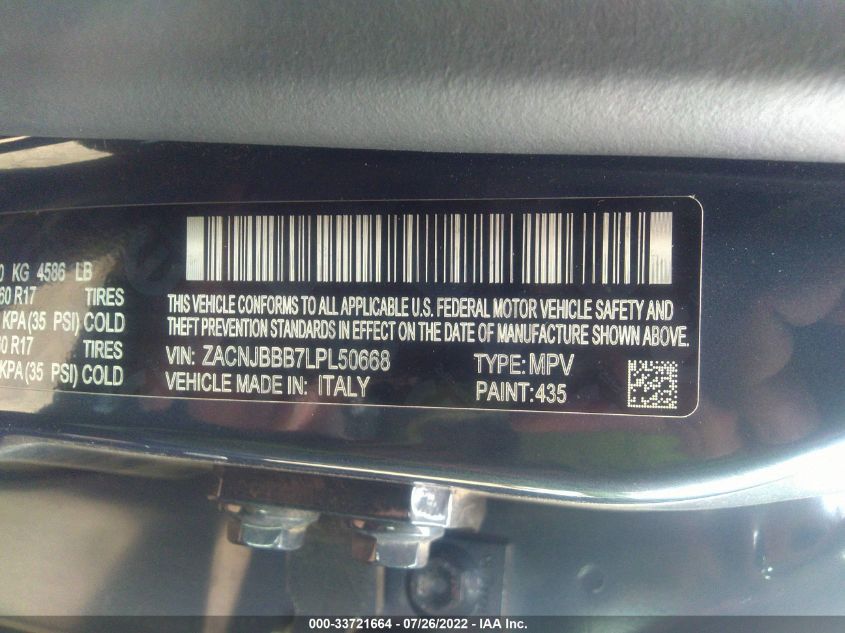 KG 4586 LB
60 R17 TIRES
KPA (35 PSI) COLD
R17 TIRES
KPA (35 PSI) COLD
THIS VEHICLE CONFORMS TO ALL APPLICABLE U.S. FEDERAL MOTOR VEHICLE SAFETY AND
THEFT PREVENTION STANDARDS IN EFFECT ON THE DATE OF MANUFACTURE SHOWN ABOVE.
VIN: ZACNJBBB7LPL50668 TYPE: MPV
VEHICLE MADE IN: ITALY PAINT:435
000-33721664 - 07/26/2022 - IAA Inc.